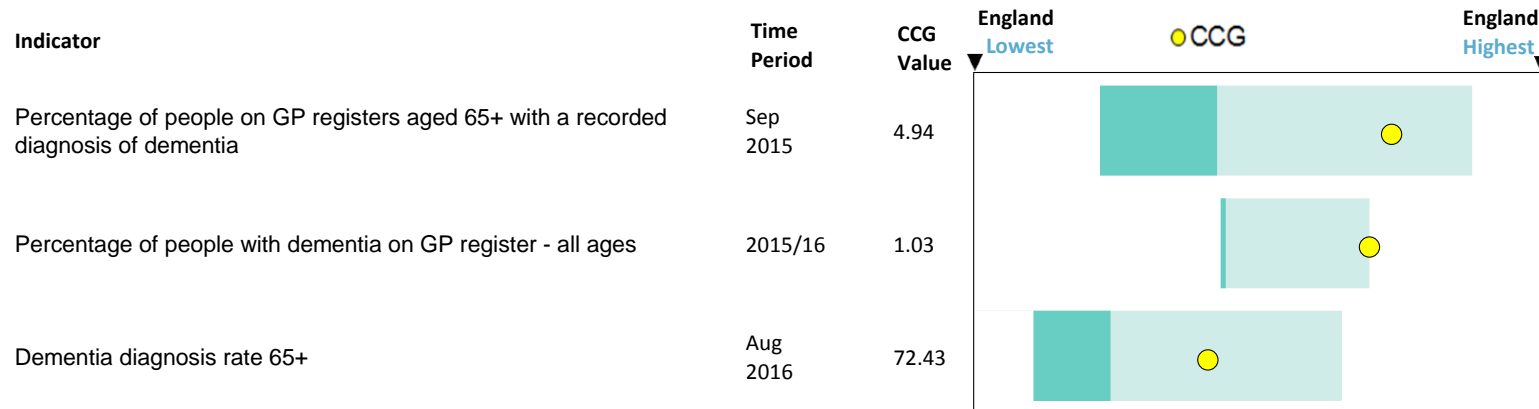 Indicator
Time
Period
CCG
Value
England
Lowest
CCG
England
Highest
Percentage of people on GP registers aged 65+ with a recorded
diagnosis of dementia
Sep
2015
4.94
Percentage of people with dementia on GP register - all ages
2015/16
1.03
Dementia diagnosis rate 65+
Aug
2016
72.43